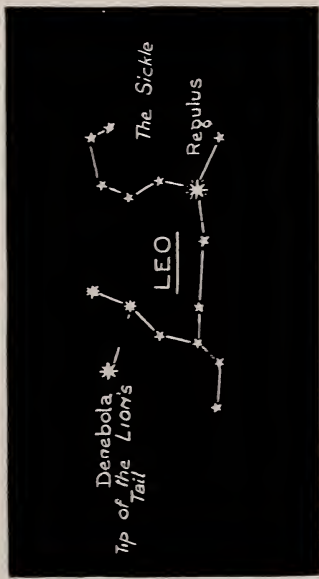 The Sickle
Regulus
LEO
Denebola
Tip of the LION'S
Tail